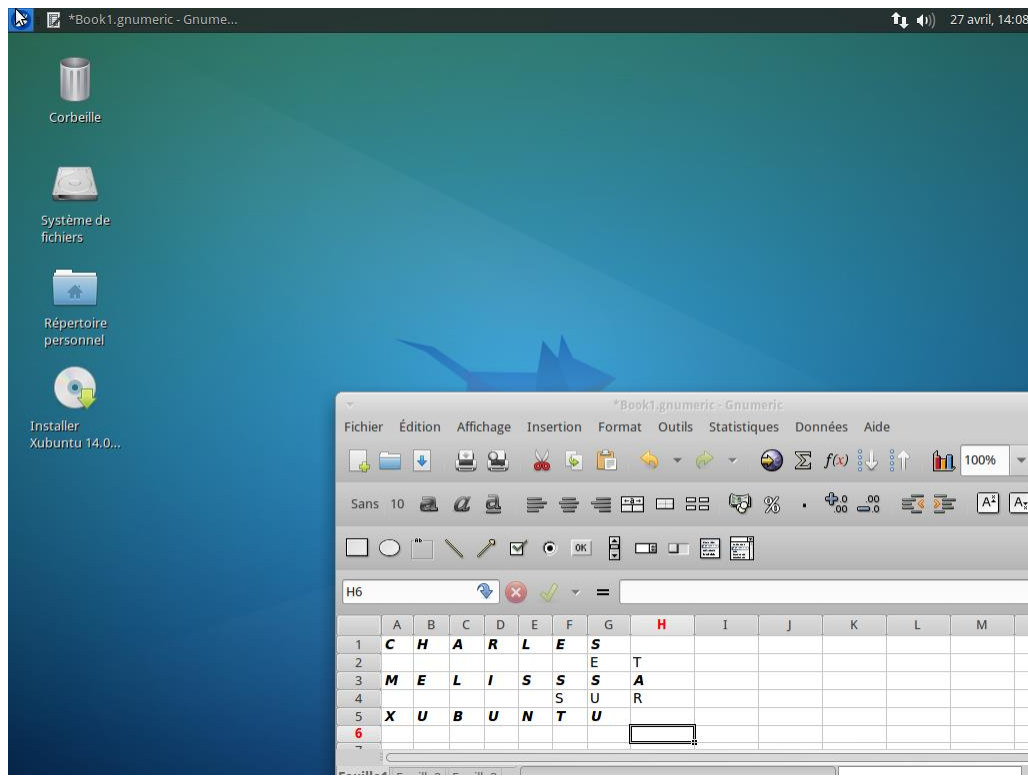 *Book1.gnumeric - Gnume...
27 avril, 14:08
Corbeille
Système de
fichiers
Répertoire
personnel
Installer
Xubuntu 14.0...
*Book1.gnumeric - Gnumeric
Fichier Édition Affichage Insertion Format Outils Statistiques Données Aide
100%
Sans 10
H6
A B C D E F G H I J K L M
1 C H A R L E S
2 E T
3 M E L I S S S A
4 S U R
5 X U B U N T U
6